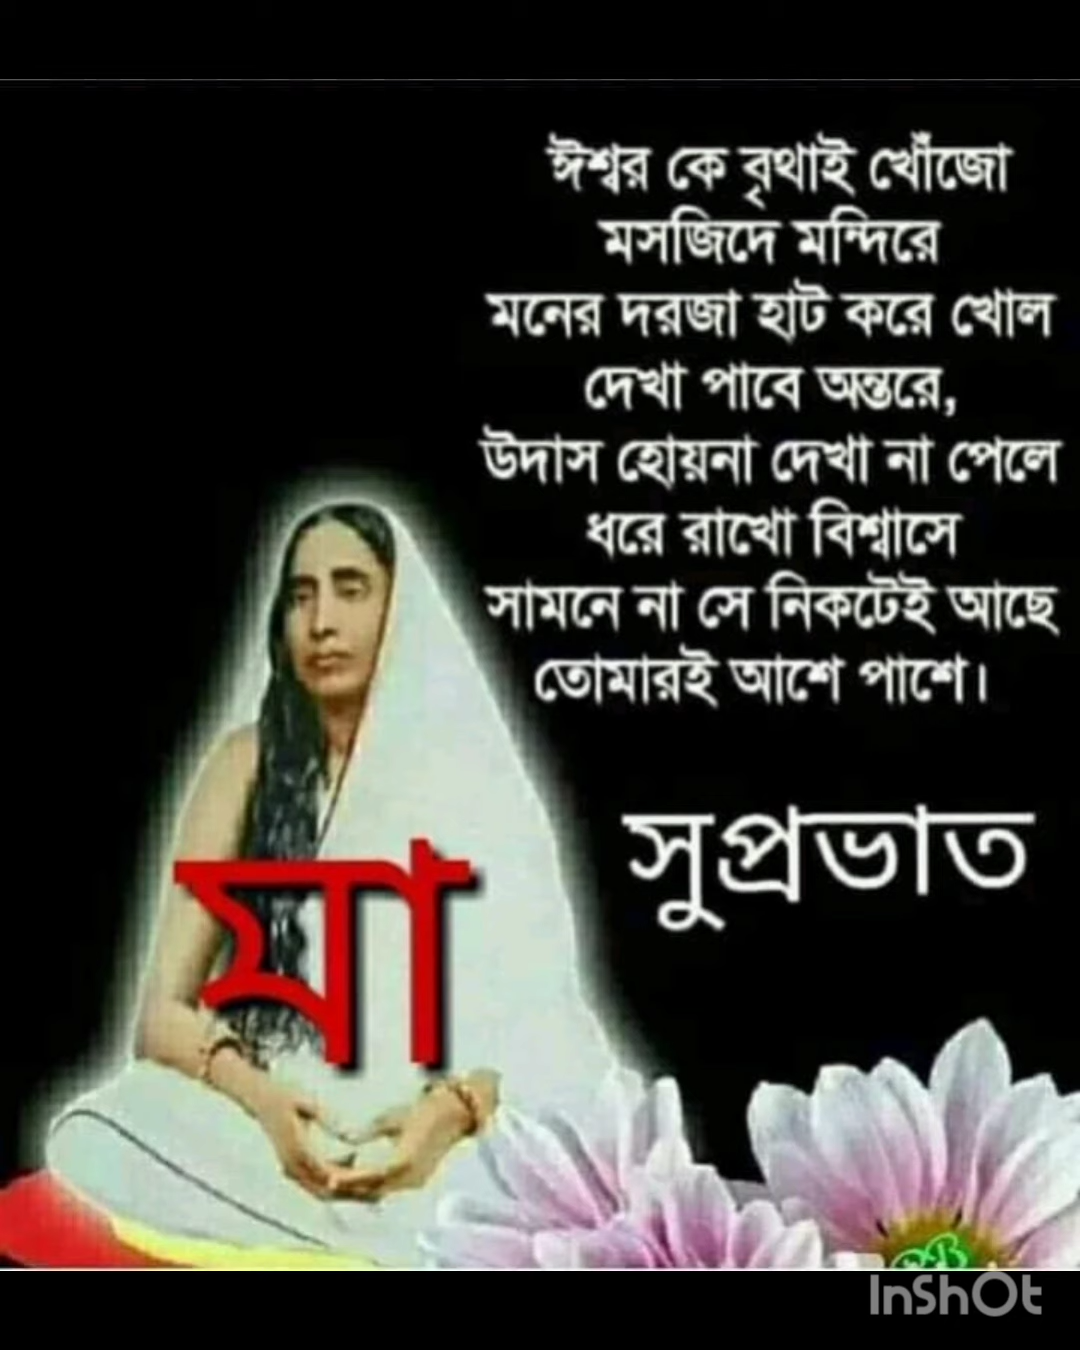 ঈশ্বর কে বৃথাই খোঁজো
মসজিদে মন্দিরে
মনের দরজা হাট করে খোল
দেখা পাবে অন্তরে,
উদাস হোয়না দেখা না পেলে
ধরে রাখো বিশ্বাসে
সামনে না সে নিকটেই আছে
তোমারই আশে পাশে।
সুপ্রভাত
মা
InShOt